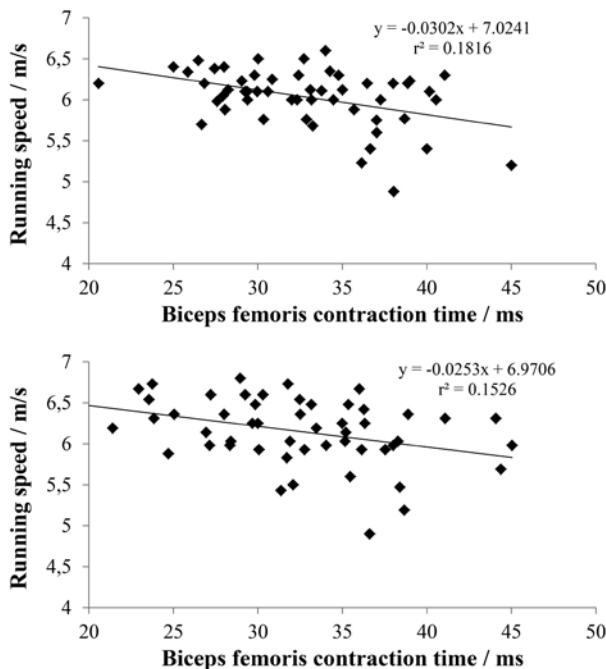 y = -0.0302x + 7.0241
r² = 0.1816
7
6,5
6
5,5
5
4,5
4
Running speed / m/s
20 25 30 35 40 45 50
Biceps femoris contraction time / ms
y = -0.0253x + 6.9706
r² = 0.1526
7
6,5
6
5,5
5
4,5
4
Running speed / m/s
20 25 30 35 40 45 50
Biceps femoris contraction time / ms